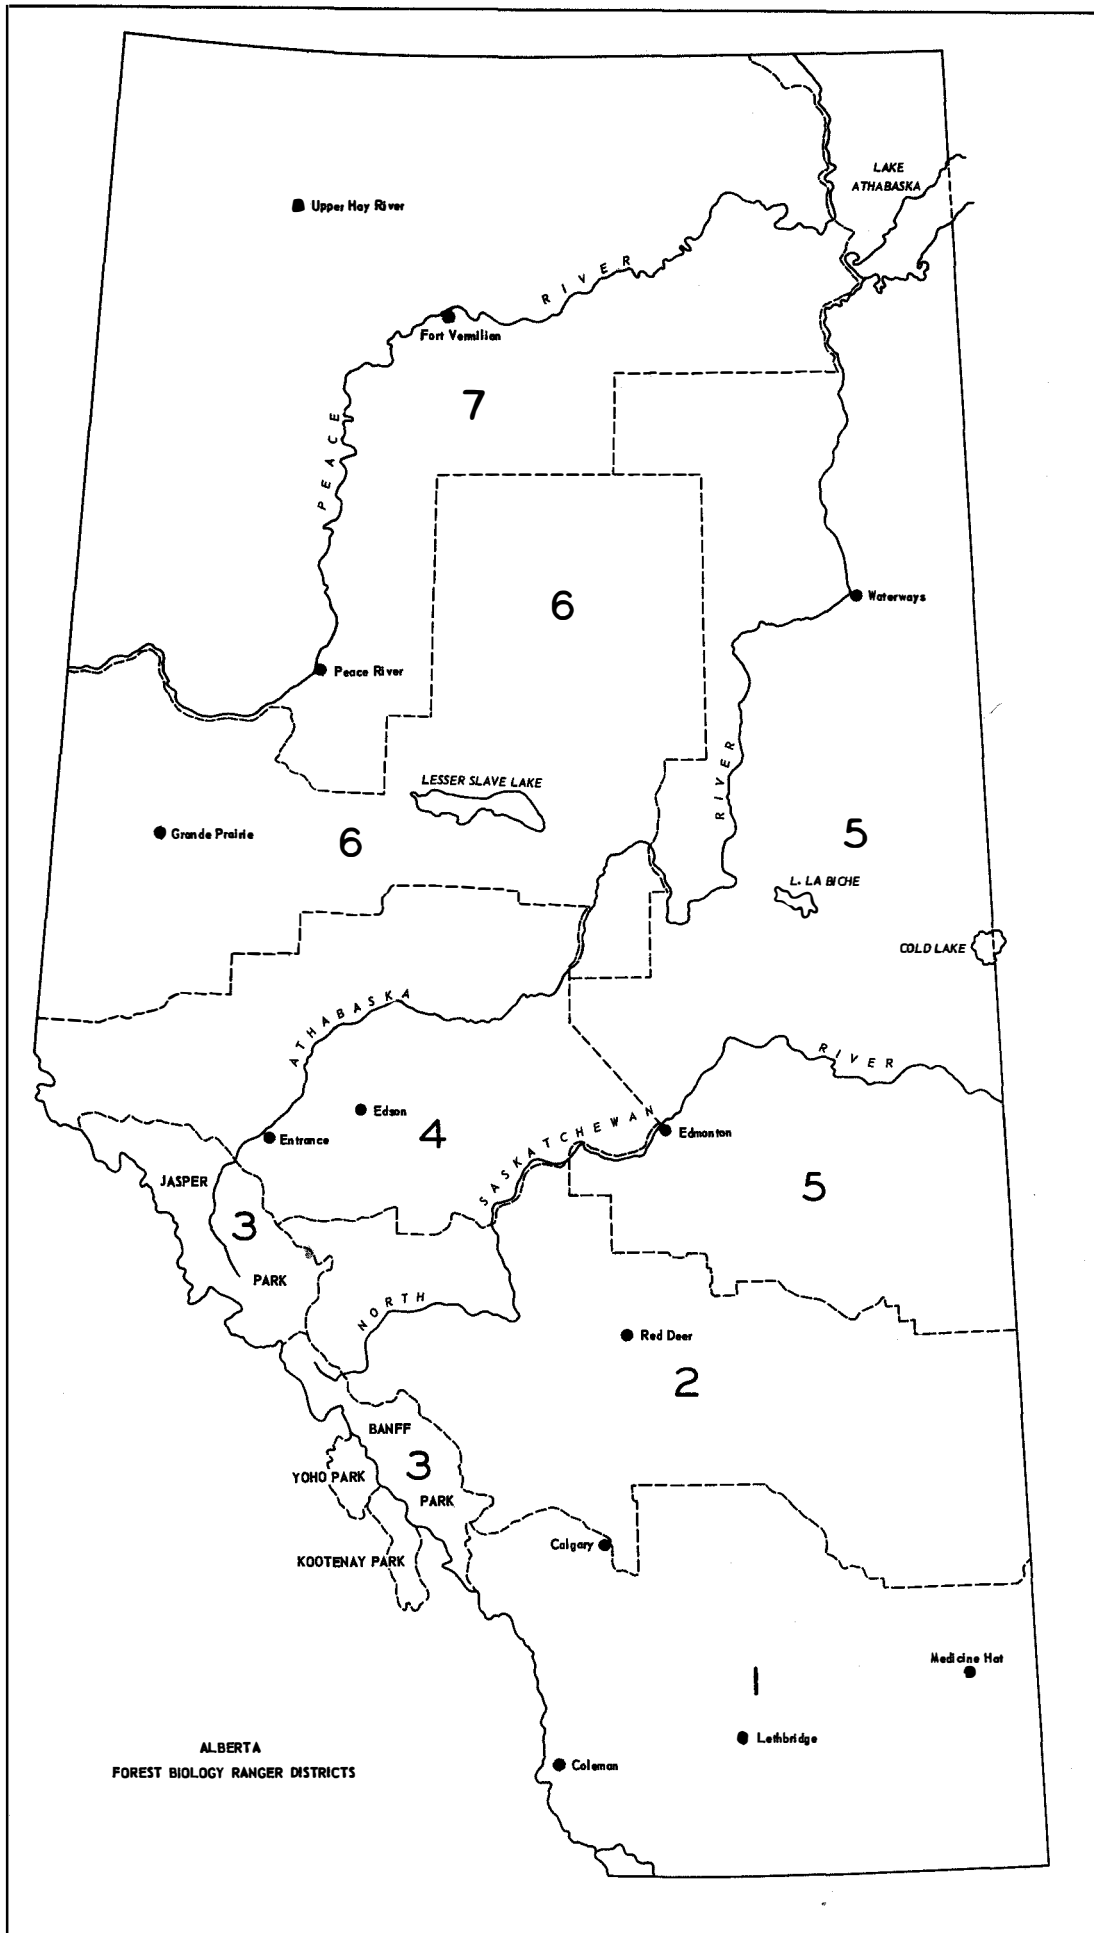 LAKE
ATHABASKA
Upper Hay River
RIVER
Fort Vermilion
7
PEACE
6
Waterways
Peace River
RIVER
LESSER SLAVE LAKE
Grande Prairie
6
5
L. LA BICHE
COLD LAKE
ATHABASKA
RIVER
Edson
4
SASKATCHEWAN
Edmonton
Entrance
JASPER
3
5
PARK
NORTH
Red Deer
2
BANFF
3
YOHO PARK
PARK
Calgary
KOOTENAY PARK
Medicine Hat
1
Lethbridge
Coleman
ALBERTA
FOREST BIOLOGY RANGER DISTRICTS